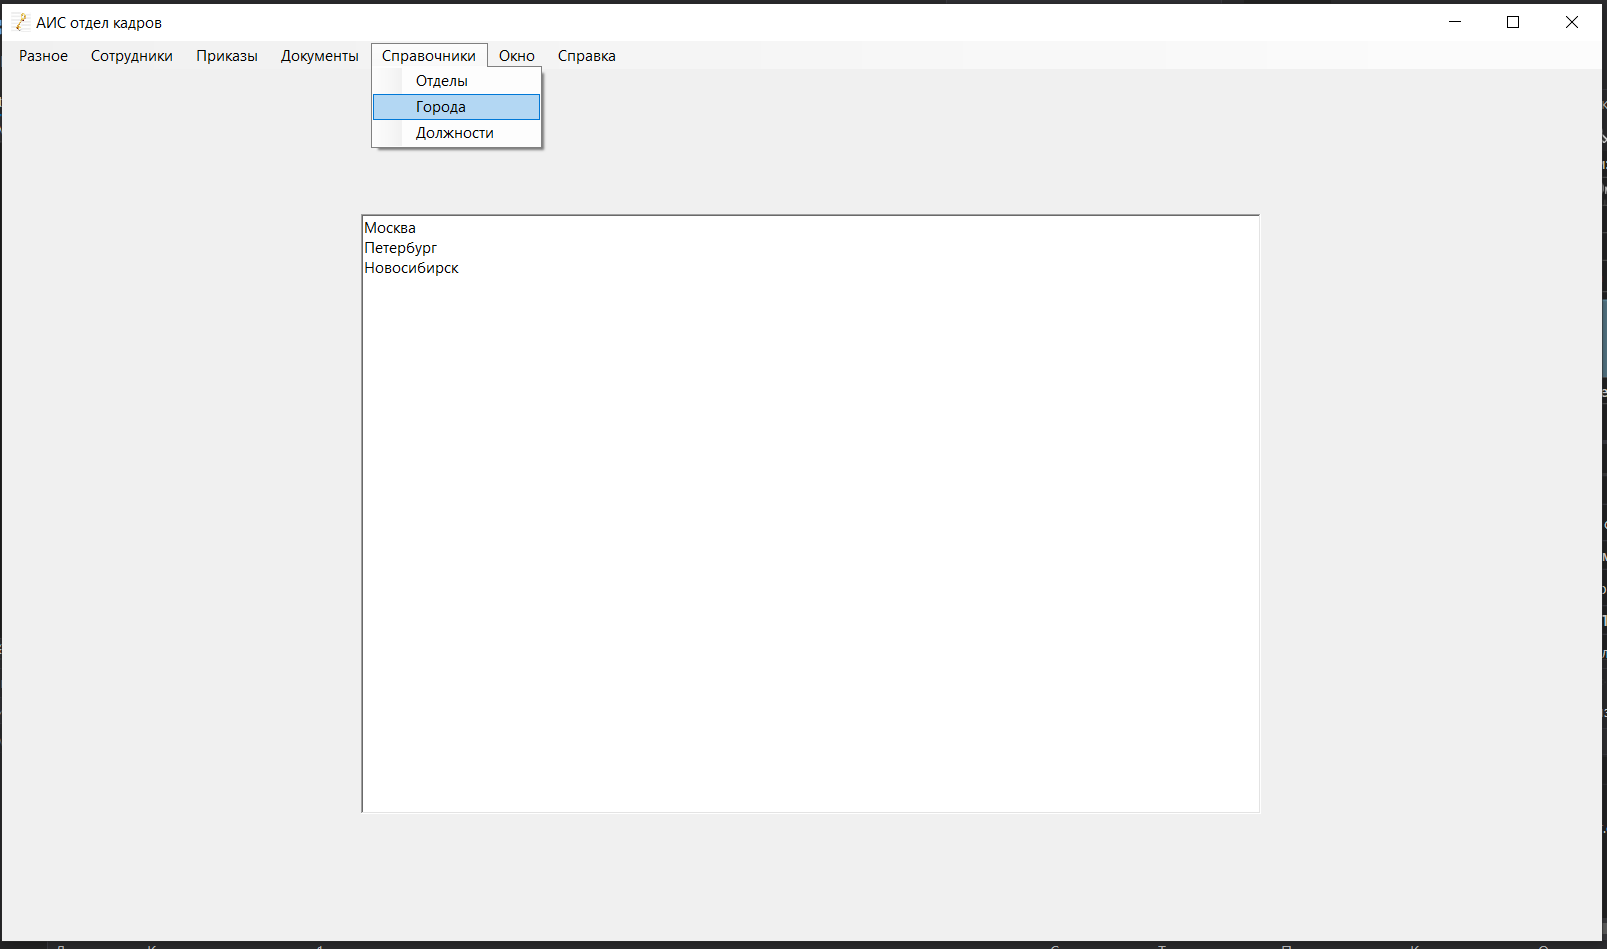 АИС отдел кадров
Разное Сотрудники Приказы Документы Справочники Окно Справка
Отделы
Города
Должности
Москва
Петербург
Новосибирск